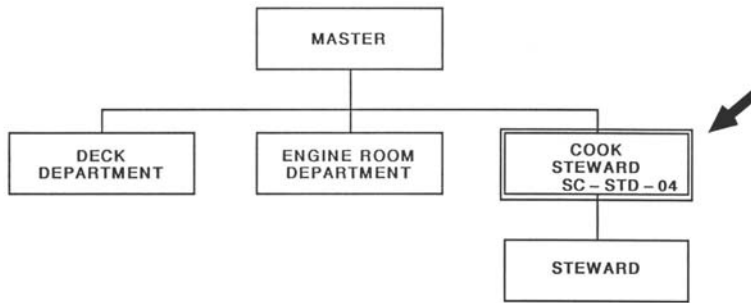 MASTER
DECK
DEPARTMENT
ENGINE ROOM
DEPARTMENT
COOK
STEWARD
SC – STD – 04
STEWARD